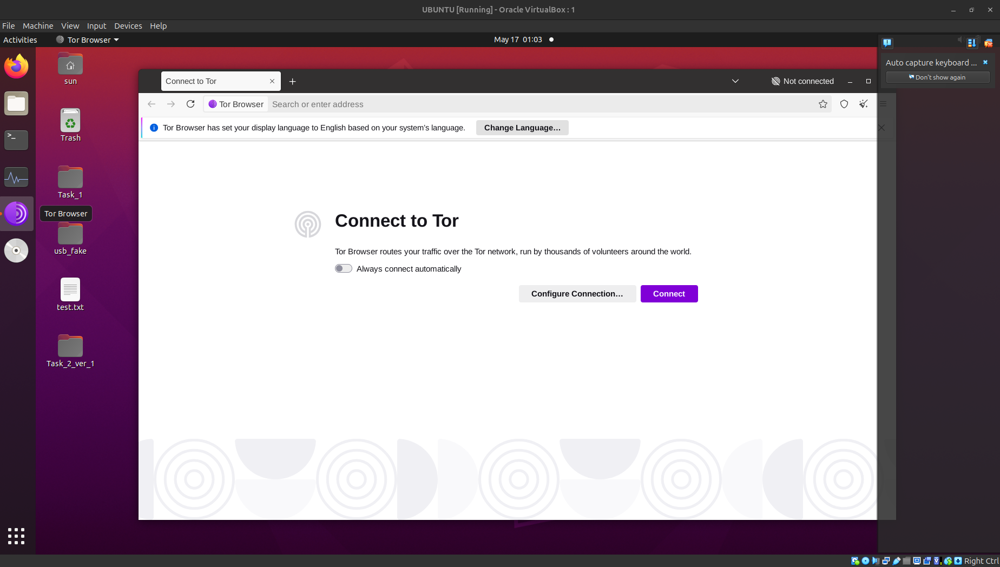 UBUNTU [Running] - Oracle VirtualBox : 1
File Machine View Input Devices Help
Activities Tor Browser May 17 01:03
Auto capture keyboard ...
Don't show again
sun
Trash
Task_1
Tor Browser
usb_fake
test.txt
Task_2_ver_1
Connect to Tor
Not connected
Tor Browser Search or enter address
Tor Browser has set your display language to English based on your system’s language. Change Language…
Connect to Tor
Tor Browser routes your traffic over the Tor network, run by thousands of volunteers around the world.
Always connect automatically
Configure Connection… Connect
Right Ctrl